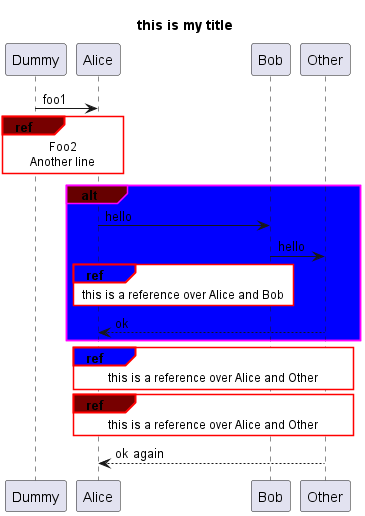 this is my title
Dummy Alice Bob Other
foo1
ref
Foo2
Another line
alt
hello
hello
ref
this is a reference over Alice and Bob
ok
ref
this is a reference over Alice and Other
ref
this is a reference over Alice and Other
ok again
Dummy Alice Bob Other